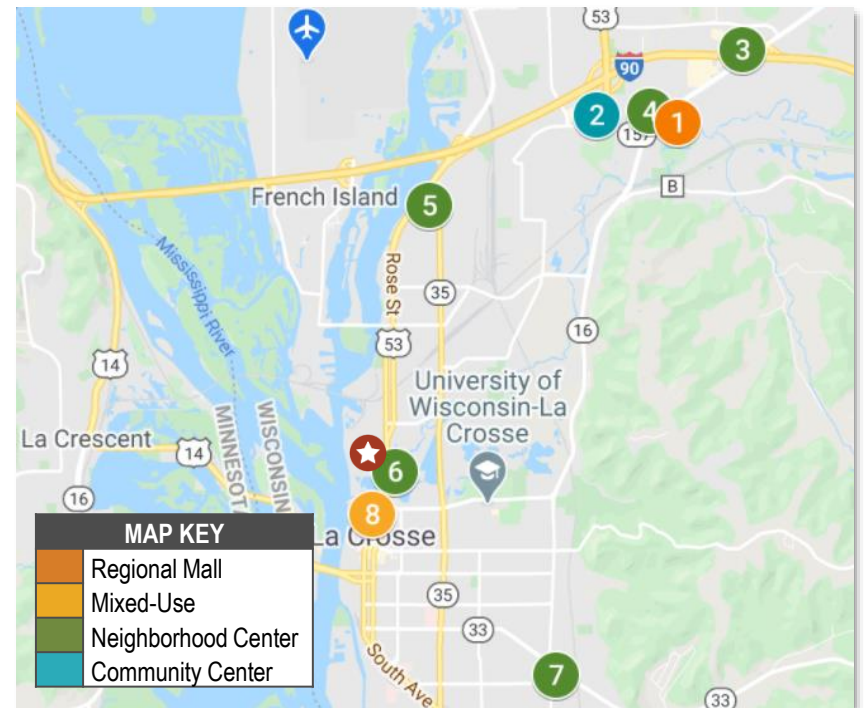 53
3
90
2
4
1
157
B
French Island
5
Rose St
35
Mississippi River
53
16
14
University of
Wisconsin-La
Crosse
La Crescent
14
MINNESOTA
WISCONSIN
6
16
8
La Crosse
MAP KEY
Regional Mall
Mixed-Use
Neighborhood Center
Community Center
35
33
South Ave
7
33